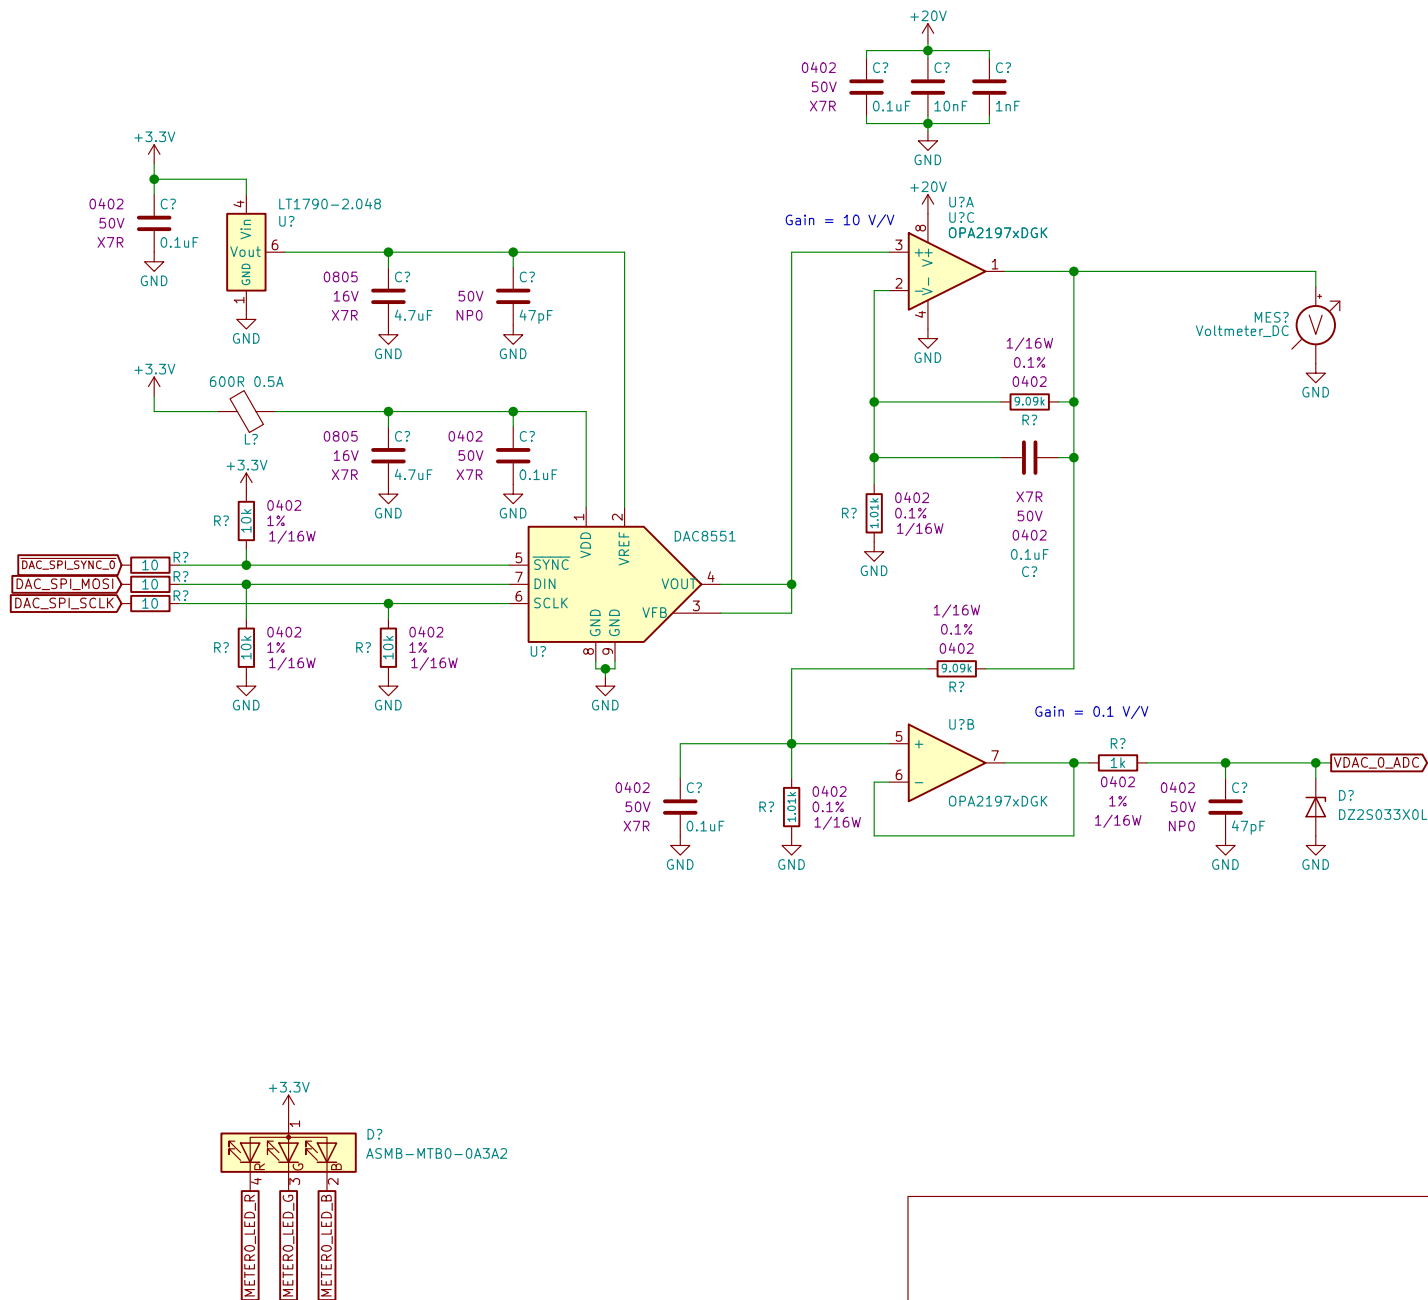 +20V
0402
50V
X7R
C?
0.1uF
C?
10nF
C?
1nF
GND
+3.3V
0402
50V
X7R
C?
0.1uF
GND
LT1790-2.048
U?
4
Vin
Vout
6
GND
1
GND
0805
16V
X7R
C?
4.7uF
GND
50V
NP0
C?
47pF
GND
+20V
U?A
U?C
OPA2197xDGK
Gain = 10 V/V
8
3
+
V+
1
2
-
V-
4
GND
+
V
MES?
Voltmeter_DC
GND
1/16W
0.1%
0402
9.09k
R?
+3.3V
600R 0.5A
L?
0805
16V
X7R
C?
4.7uF
GND
0402
50V
X7R
C?
0.1uF
GND
+3.3V
R?
10k
0402
1%
1/16W
R?
1.01k
0402
0.1%
1/16W
GND
X7R
50V
0402
0.1uF
C?
DAC_SPI_SYNC_0
10
R?
DAC_SPI_MOSI
10
R?
DAC_SPI_SCLK
10
R?
DAC8551
1
VDD
2
VREF
5
SYNC
7
DIN
6
SCLK
VOUT
4
VFB
3
GND
8
GND
9
U?
GND
R?
10k
0402
1%
1/16W
GND
R?
10k
0402
1%
1/16W
GND
1/16W
0.1%
0402
9.09k
R?
Gain = 0.1 V/V
U?B
5
+
6
-
7
OPA2197xDGK
R?
1k
0402
1%
1/16W
VDAC_0_ADC
0402
50V
X7R
C?
0.1uF
GND
R?
1.01k
0402
0.1%
1/16W
GND
0402
50V
NP0
C?
47pF
GND
D?
DZ2S033X0L
GND
+3.3V
1
D?
ASMB-MTB0-0A3A2
R
G
B
4
3
2
METER0_LED_R
METER0_LED_G
METER0_LED_B